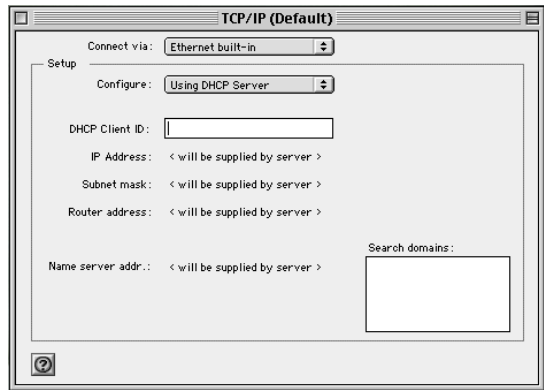 TCP/IP (Default)
Connect via: Ethernet built-in
Setup
Configure: Using DHCP Server
DHCP Client ID:
IP Address: < will be supplied by server >
Subnet mask: < will be supplied by server >
Router address: < will be supplied by server >
Search domains:
Name server addr.: < will be supplied by server >
?